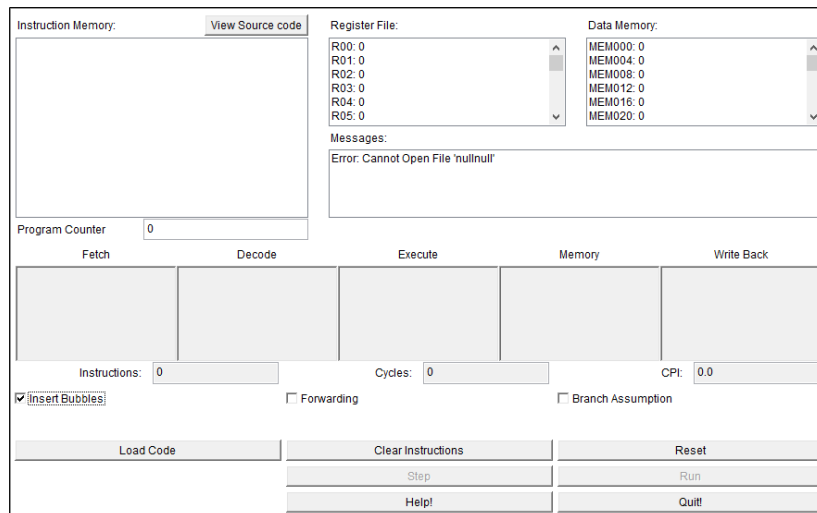 Instruction Memory:
View Source code
Register File:
Data Memory:
R00: 0
R01: 0
R02: 0
R03: 0
R04: 0
R05: 0
MEM000: 0
MEM004: 0
MEM008: 0
MEM012: 0
MEM016: 0
MEM020: 0
Messages:
Error: Cannot Open File 'nullnull'
Program Counter 0
Fetch Decode Execute Memory Write Back
Instructions: 0 Cycles: 0 CPI: 0.0
Insert Bubbles Forwarding Branch Assumption
Load Code Clear Instructions Reset
Step Run
Help! Quit!